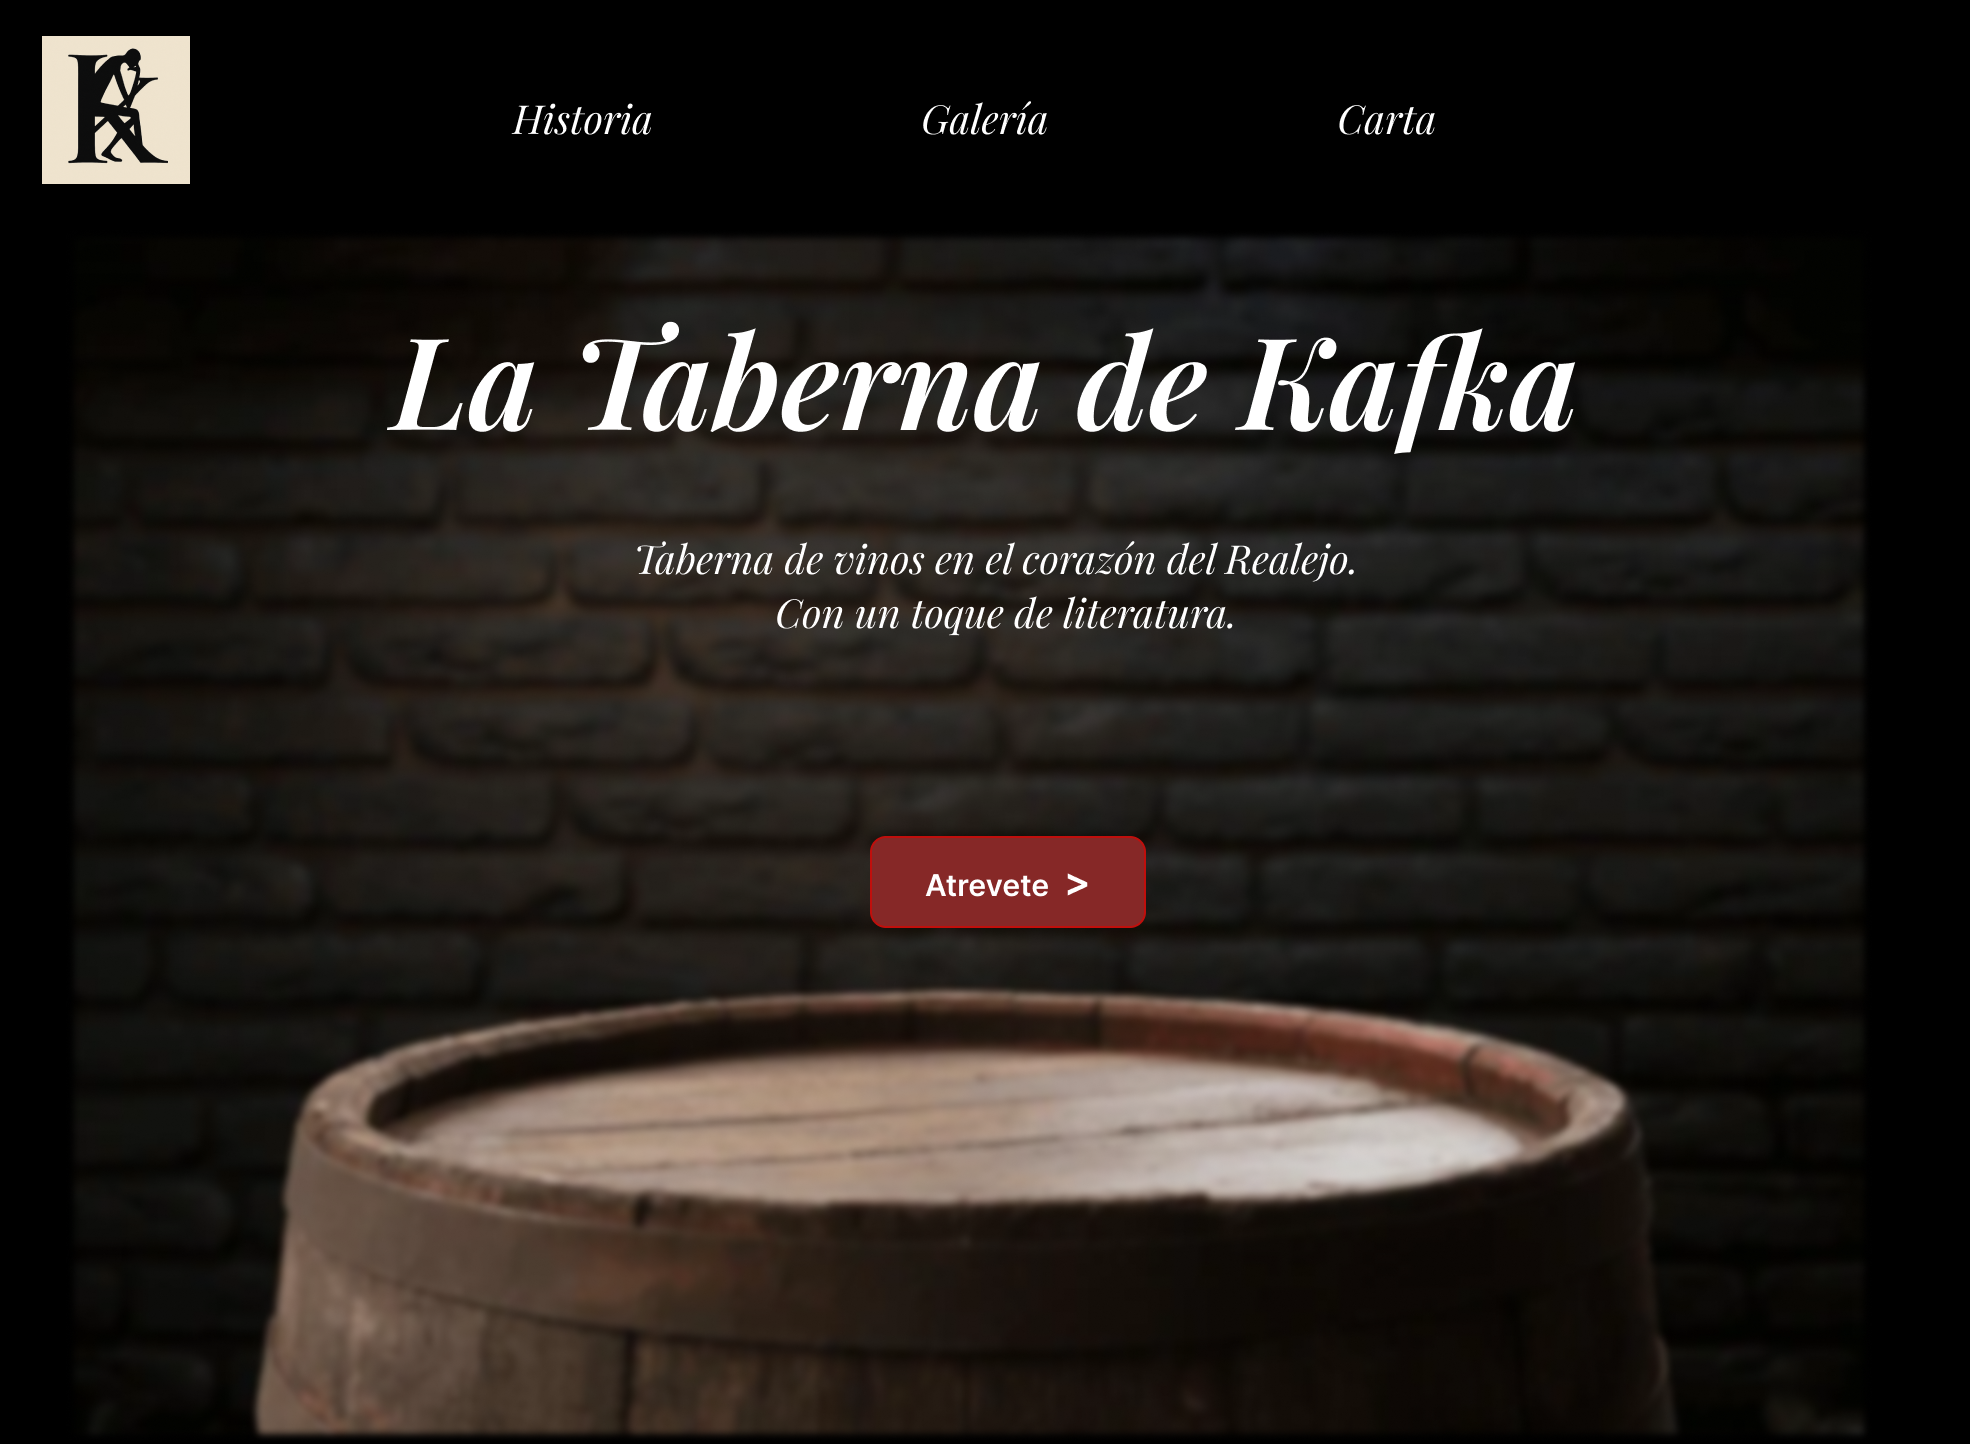 K
Historia
Galería
Carta
La Taberna de Kafka
Taberna de vinos en el corazón del Realejo.
Con un toque de literatura.
Atrevete >